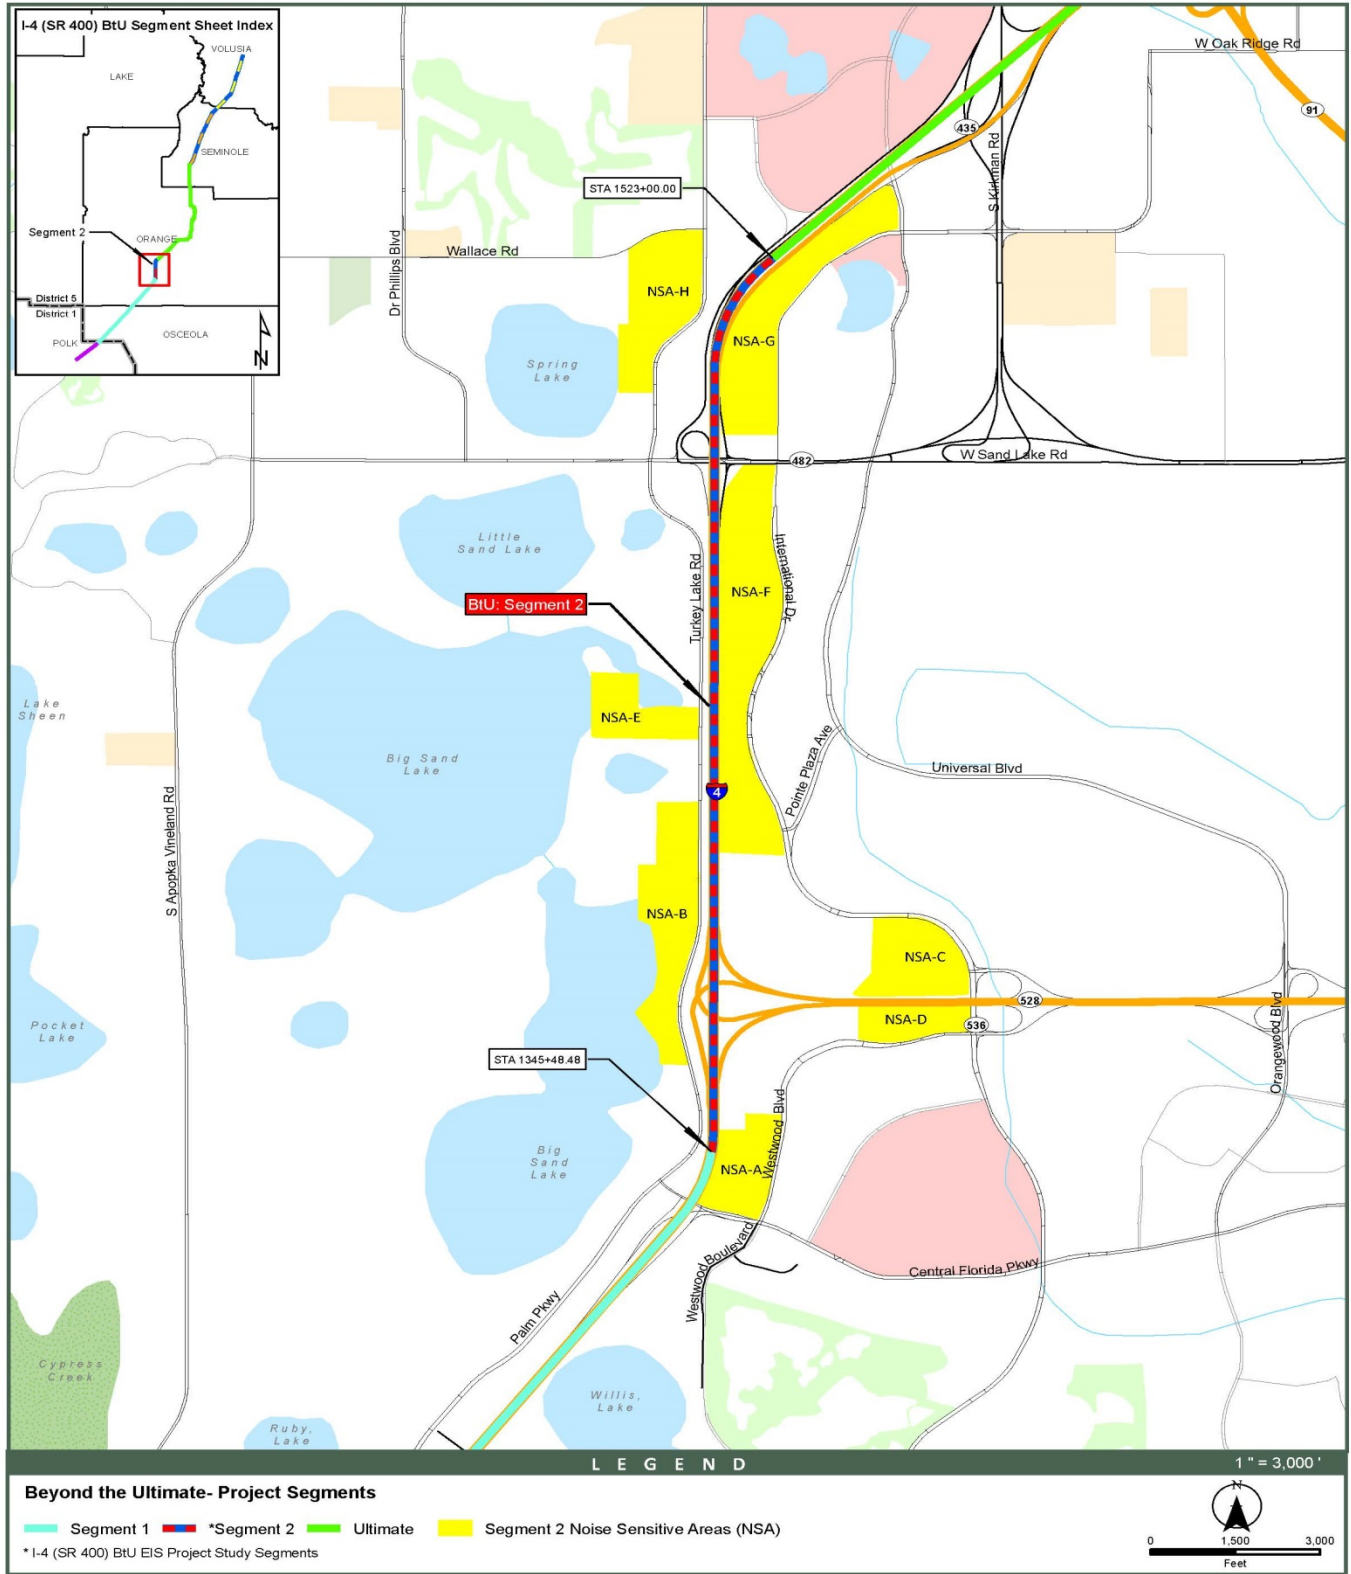 I-4 (SR 400) BtU Segment Sheet Index
VOLUSIA
LAKE
SEMINOLE
Segment 2
ORANGE
District 5
District 1
OSCEOLA
POLK
N
W Oak Ridge Rd
91
435
S Kirkman Rd
STA 1523+00.00
Dr Phillips Blvd
Wallace Rd
NSA-H
NSA-G
Spring
Lake
482
W Sand Lake Rd
Little
Sand Lake
International Dr
Turkey Lake Rd
NSA-F
BtU: Segment 2
Lake
Sheen
NSA-E
Big Sand
Lake
Pointe Plaza Ave
Universal Blvd
4
S Apopka Vineland Rd
NSA-B
NSA-C
528
NSA-D
536
Pocket
Lake
Orangewood Blvd
STA 1345+48.48
Westwood Blvd
Big
Sand
Lake
NSA-A
Westwood Boulevard
Central Florida Pkwy
Palm Pkwy
Cypress
Creek
Willis,
Lake
Ruby,
Lake
LEGEND
1 " = 3,000 '
Beyond the Ultimate- Project Segments
Segment 1
*Segment 2
Ultimate
Segment 2 Noise Sensitive Areas (NSA)
* I-4 (SR 400) BtU EIS Project Study Segments
N
0 1,500 3,000
Feet